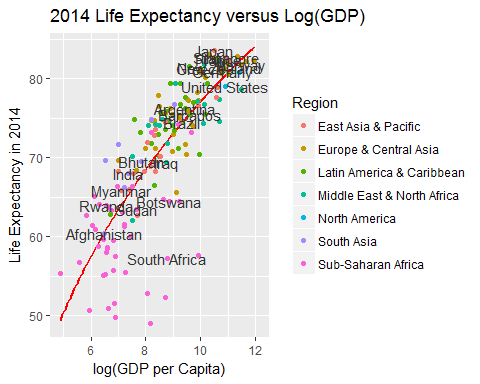 2014 Life Expectancy versus Log(GDP)
Life Expectancy in 2014
80
70
60
50
Japan
Germany
United States
Argentina
Barbados
Brazil
Bhutan
Iraq
India
Myanmar
Rwanda
Sudan
Botswana
Afghanistan
South Africa
6
8
10
12
log(GDP per Capita)
Region
East Asia & Pacific
Europe & Central Asia
Latin America & Caribbean
Middle East & North Africa
North America
South Asia
Sub-Saharan Africa